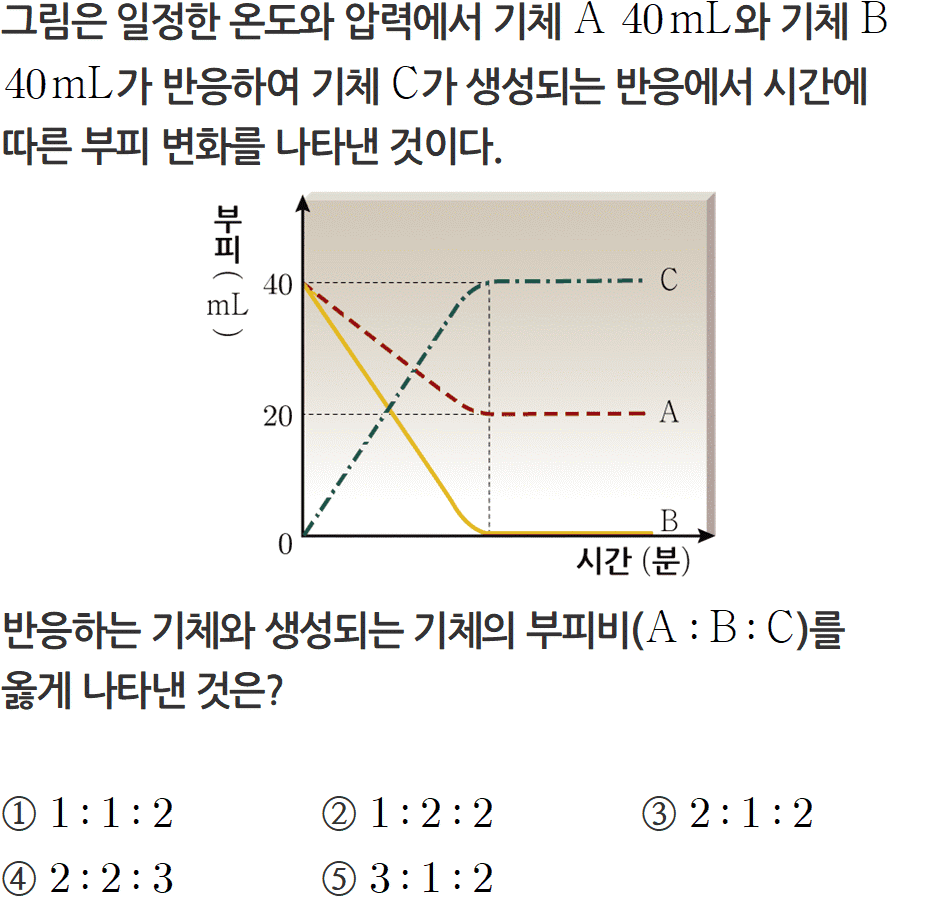 그림은 일정한 온도와 압력에서 기체 A 40 mL와 기체 B
40 mL가 반응하여 기체 C가 생성되는 반응에서 시간에
따른 부피 변화를 나타낸 것이다.
부피(mL)
40
20
0
C
A
B
시간 (분)
반응하는 기체와 생성되는 기체의 부피비(A : B : C)를
옳게 나타낸 것은?
① 1 : 1 : 2 ② 1 : 2 : 2 ③ 2 : 1 : 2
④ 2 : 2 : 3 ⑤ 3 : 1 : 2